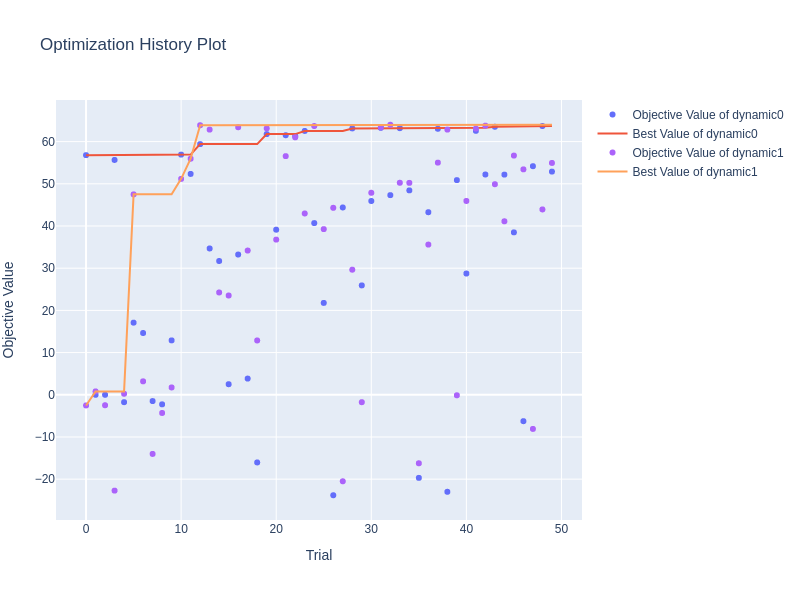 Optimization History Plot
Objective Value of dynamic0
Best Value of dynamic0
Objective Value of dynamic1
Best Value of dynamic1
60
50
40
30
20
10
0
−10
−20
Objective Value
0 10 20 30 40 50
Trial